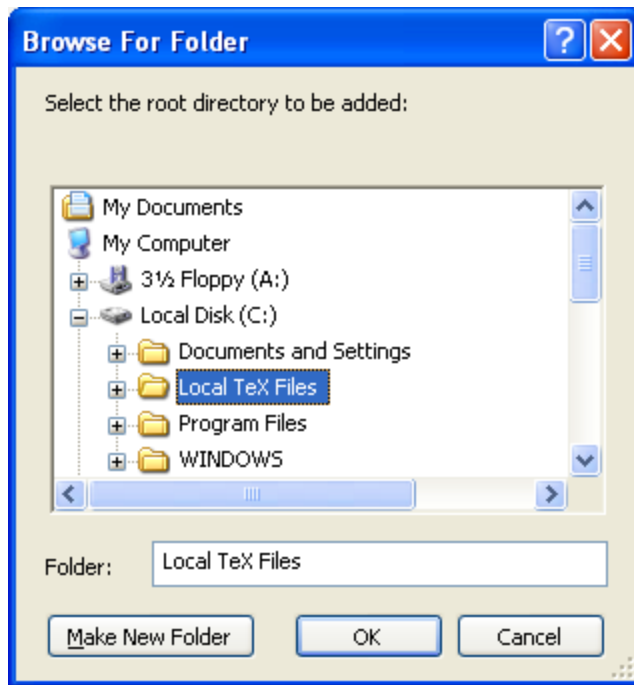 Browse For Folder
Select the root directory to be added:
My Documents
My Computer
3½ Floppy (A:)
Local Disk (C:)
Documents and Settings
Local TeX Files
Program Files
WINDOWS
Folder: Local TeX Files
Make New Folder OK Cancel